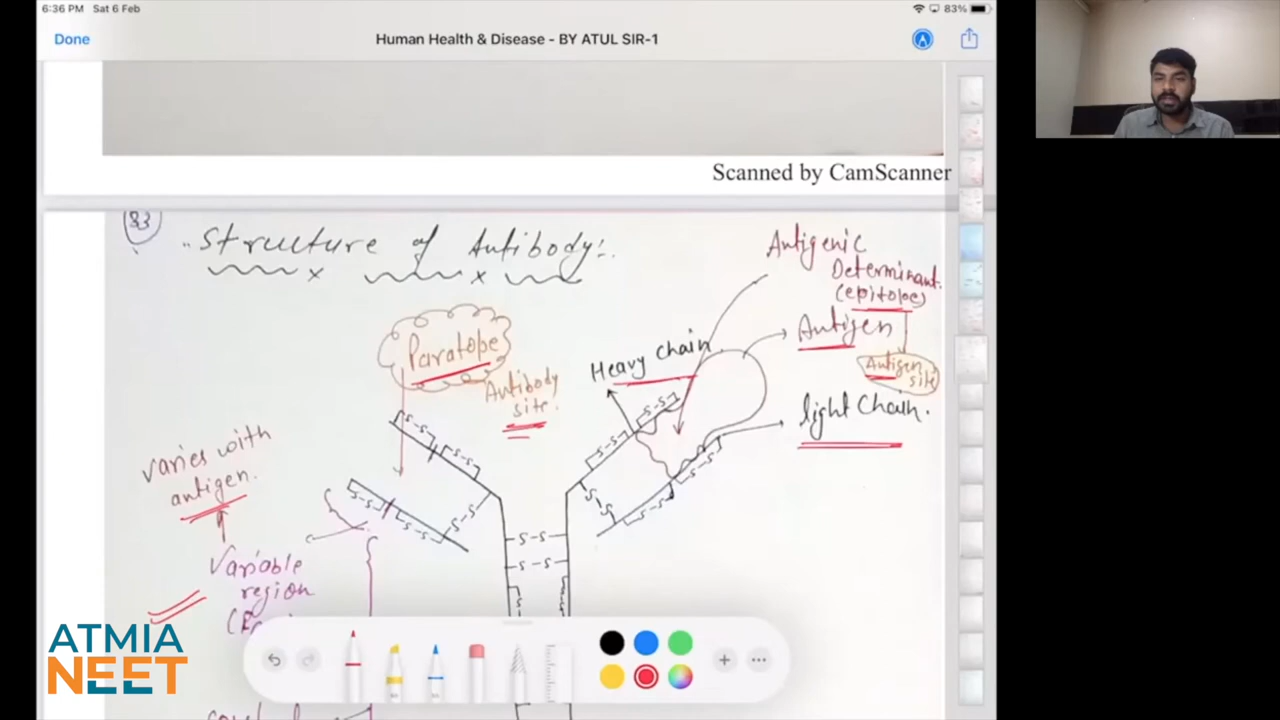 6:36 PM Sat 6 Feb
83%
Done
Human Health & Disease - BY ATUL SIR-1
Scanned by CamScanner
83
Structure of Antibody:
Antigenic
Determinant.
(epitope)
Antigen
Antigen
site
light Chain.
Heavy Chain
Paratope
Antibody
site.
varies with
antigen.
Variable
region
S-S
S-S
S-S
S-S
S-S
S-S
S-S
S-S
S-S
S-S
S-S
S-S
ATMIA
NEET